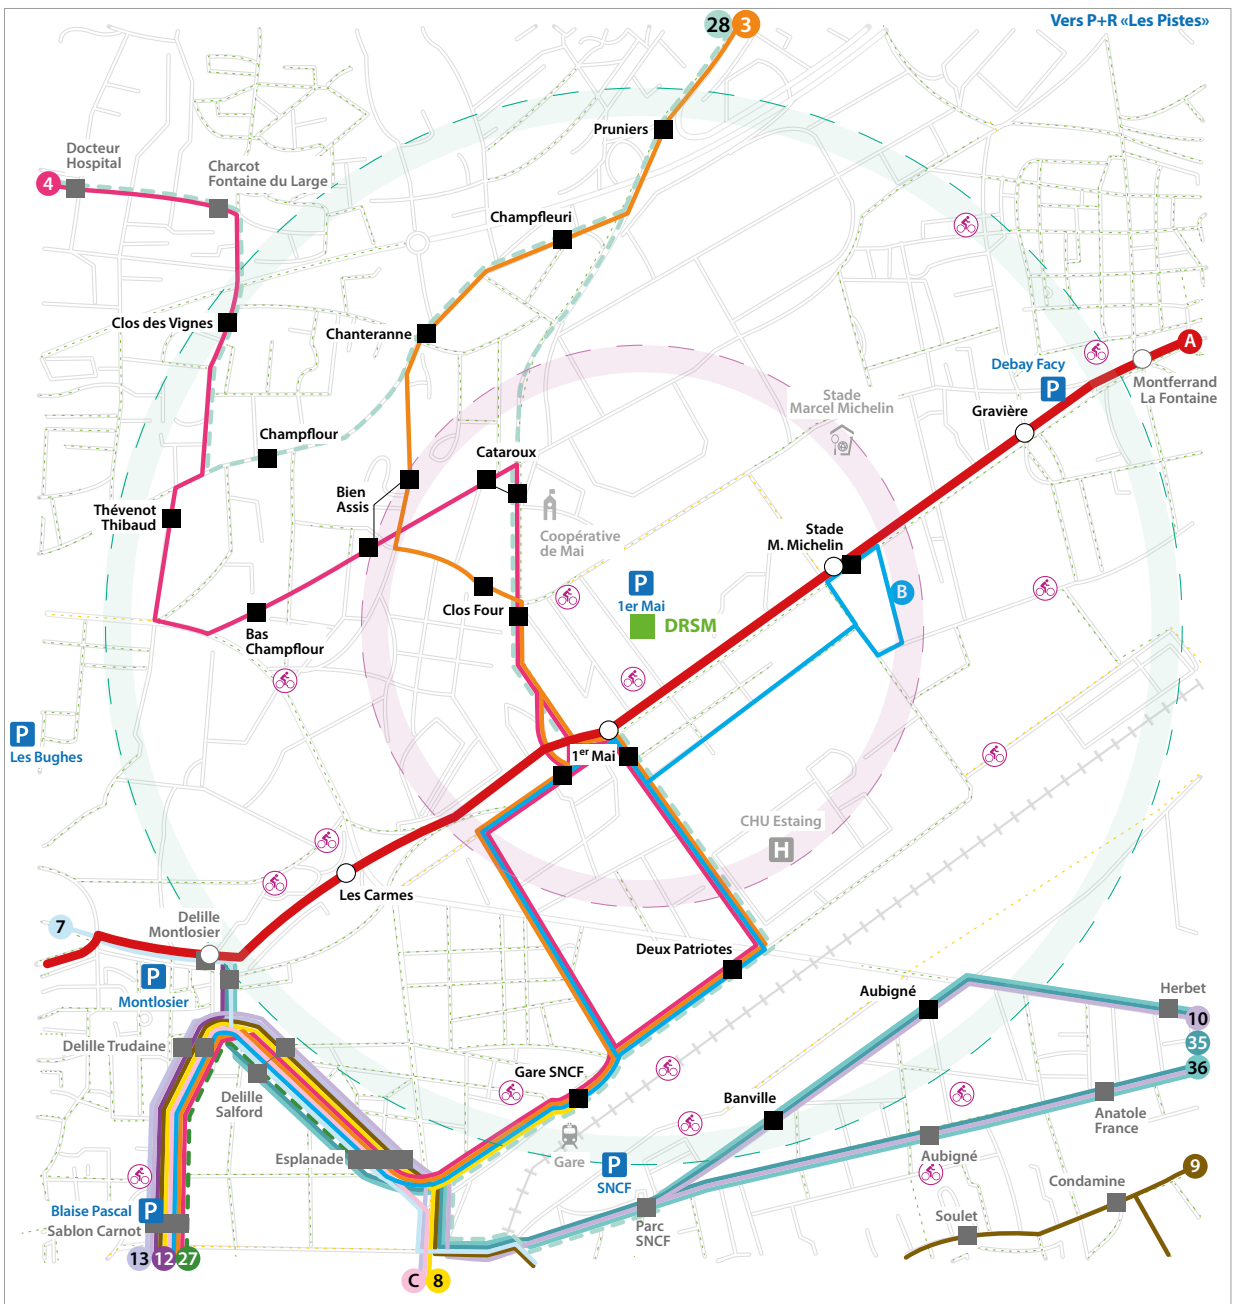 28
3
Vers P+R «Les Pistes»
Pruniers
Docteur
Hospital
Charcot
Fontaine du Large
4
Champfleuri
Clos des Vignes
Chanteranne
A
Debay Facy
P
Montferrand
La Fontaine
Stade
Marcel Michelin
Gravière
Champflour
Cataroux
Bien
Assis
Thévenot
Thibaud
Coopérative
de Mai
Stade
M. Michelin
P
1er Mai
B
Clos Four
DRSM
Bas
Champflour
P
Les Bughes
1er Mai
CHU Estaing
H
Les Carmes
7
Delille
Montlosier
P
Montlosier
Deux Patriotes
Aubigné
Herbet
10
35
36
Delille Trudaine
Gare SNCF
Delille
Salford
Banville
Anatole
France
Esplanade
Gare
P
SNCF
Aubigné
9
Condamine
Blaise Pascal
P
Sablon Carnot
Parc
SNCF
Soulet
13
12
27
C
8